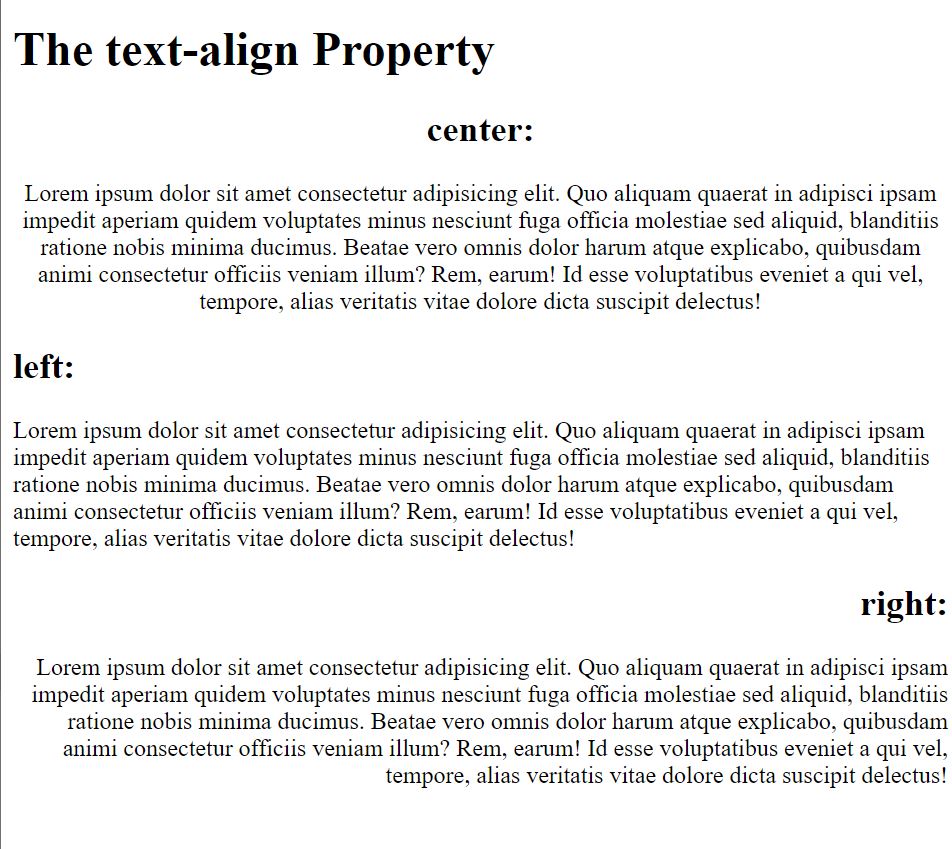 The text-align Property
center:
Lorem ipsum dolor sit amet consectetur adipisicing elit. Quo aliquam quaerat in adipisci ipsam
impedit aperiam quidem voluptates minus nesciunt fuga officia molestiae sed aliquid, blanditiis
ratione nobis minima ducimus. Beatae vero omnis dolor harum atque explicabo, quibusdam
animi consectetur officiis veniam illum? Rem, earum! Id esse voluptatibus eveniet a qui vel,
tempore, alias veritatis vitae dolore dicta suscipit delectus!
left:
Lorem ipsum dolor sit amet consectetur adipisicing elit. Quo aliquam quaerat in adipisci ipsam
impedit aperiam quidem voluptates minus nesciunt fuga officia molestiae sed aliquid, blanditiis
ratione nobis minima ducimus. Beatae vero omnis dolor harum atque explicabo, quibusdam
animi consectetur officiis veniam illum? Rem, earum! Id esse voluptatibus eveniet a qui vel,
tempore, alias veritatis vitae dolore dicta suscipit delectus!
right:
Lorem ipsum dolor sit amet consectetur adipisicing elit. Quo aliquam quaerat in adipisci ipsam
impedit aperiam quidem voluptates minus nesciunt fuga officia molestiae sed aliquid, blanditiis
ratione nobis minima ducimus. Beatae vero omnis dolor harum atque explicabo, quibusdam
animi consectetur officiis veniam illum? Rem, earum! Id esse voluptatibus eveniet a qui vel,
tempore, alias veritatis vitae dolore dicta suscipit delectus!